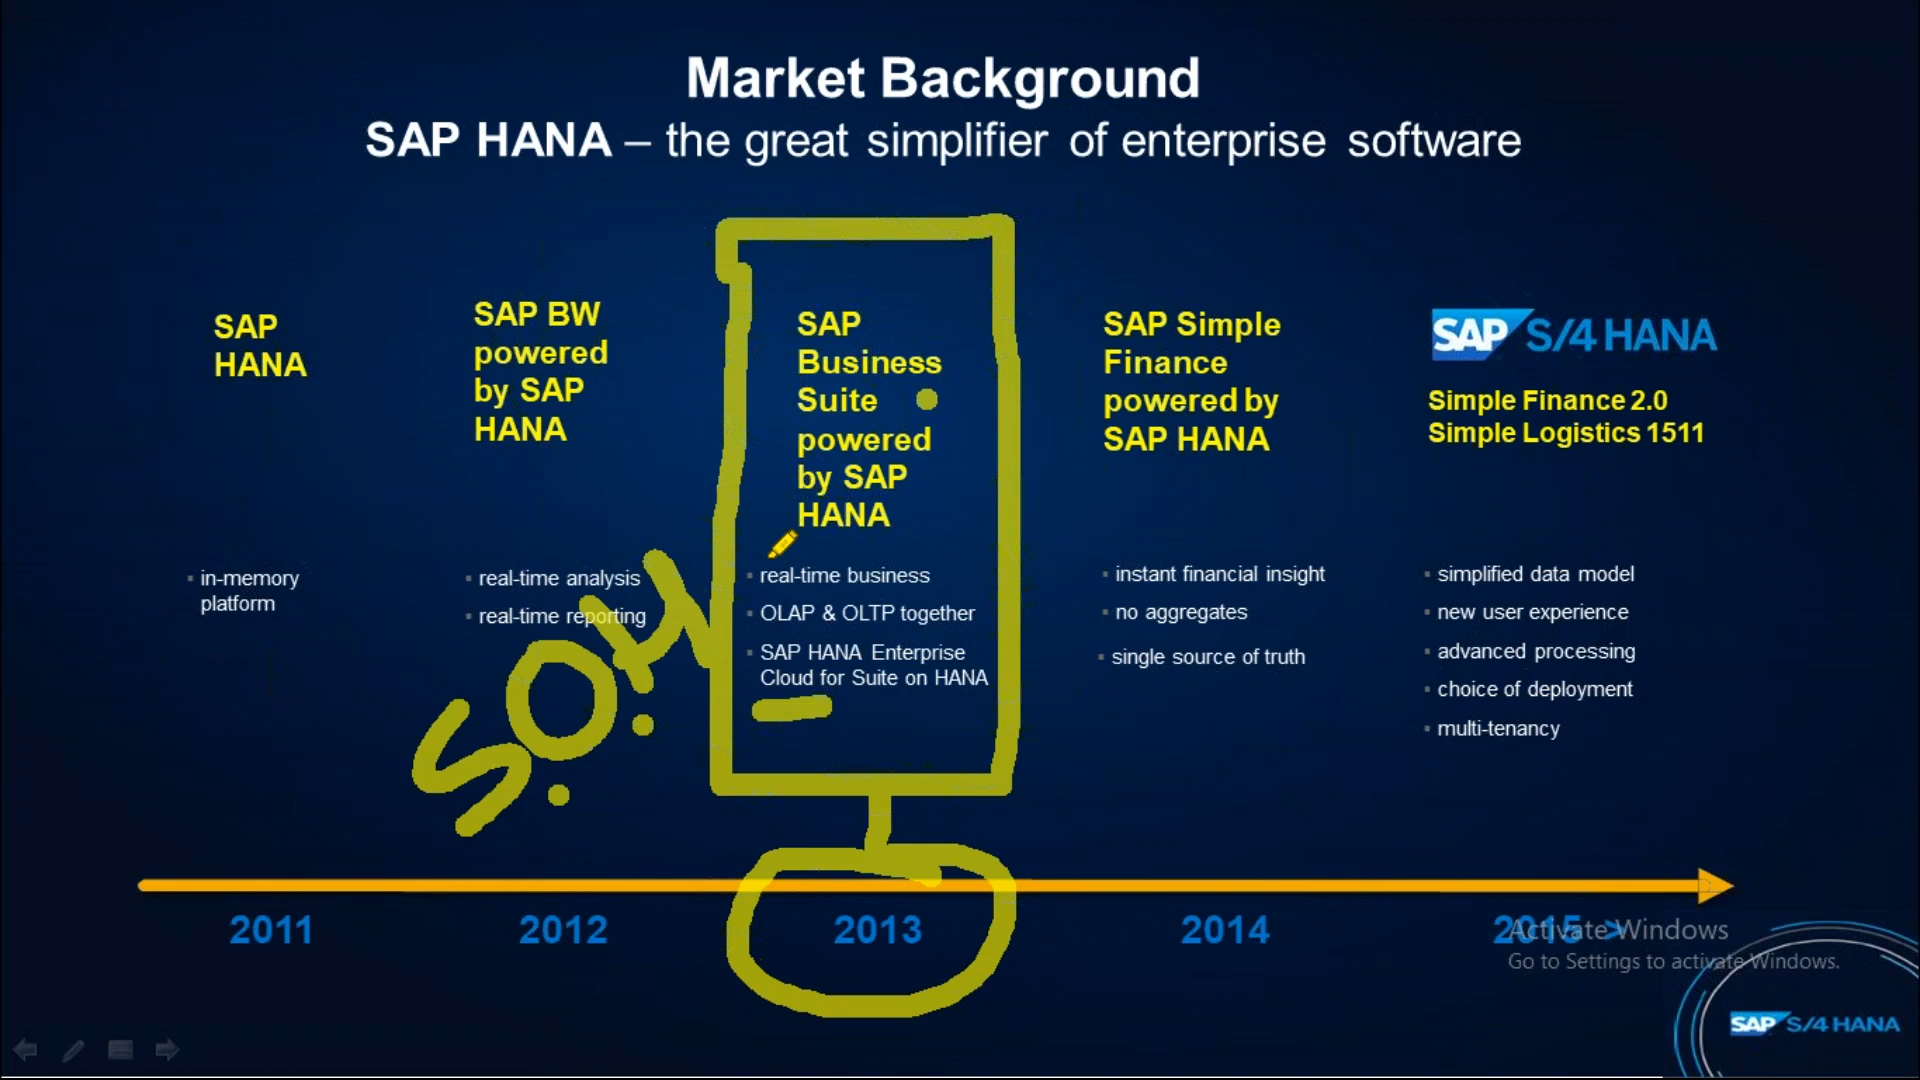 Market Background
SAP HANA – the great simplifier of enterprise software
SAP
HANA
▪ in-memory
platform
SAP BW
powered
by SAP
HANA
▪ real-time analysis
▪ real-time reporting
S.O.H
SAP
Business
Suite
powered
by SAP
HANA
▪ real-time business
▪ OLAP & OLTP together
▪ SAP HANA Enterprise
Cloud for Suite on HANA
SAP Simple
Finance
powered by
SAP HANA
▪ instant financial insight
▪ no aggregates
▪ single source of truth
SAP S/4 HANA
Simple Finance 2.0
Simple Logistics 1511
▪ simplified data model
▪ new user experience
▪ advanced processing
▪ choice of deployment
▪ multi-tenancy
2011
2012
2013
2014
2015 >
Activate Windows
Go to Settings to activate Windows.
SAP S/4 HANA